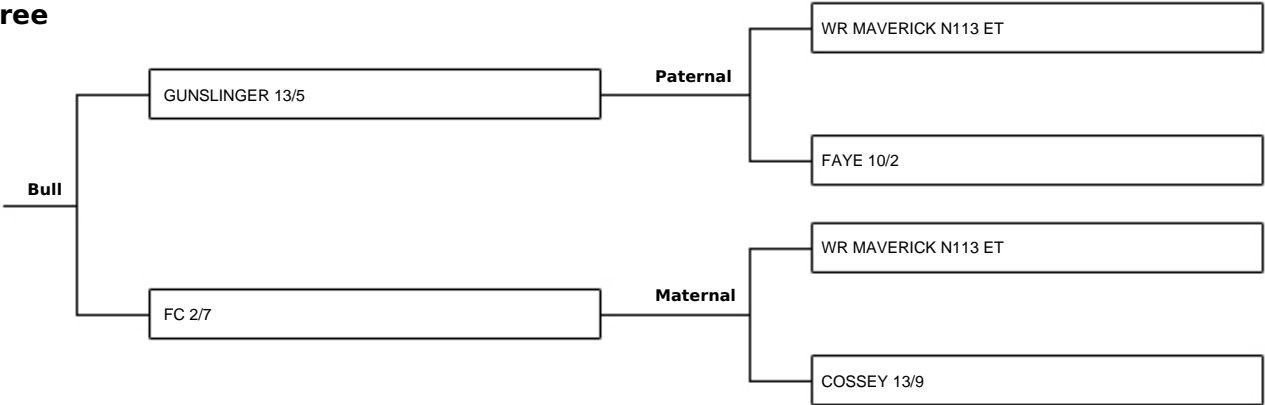 ree
WR MAVERICK N113 ET
Paternal
GUNSLINGER 13/5
FAYE 10/2
Bull
WR MAVERICK N113 ET
Maternal
FC 2/7
COSSEY 13/9